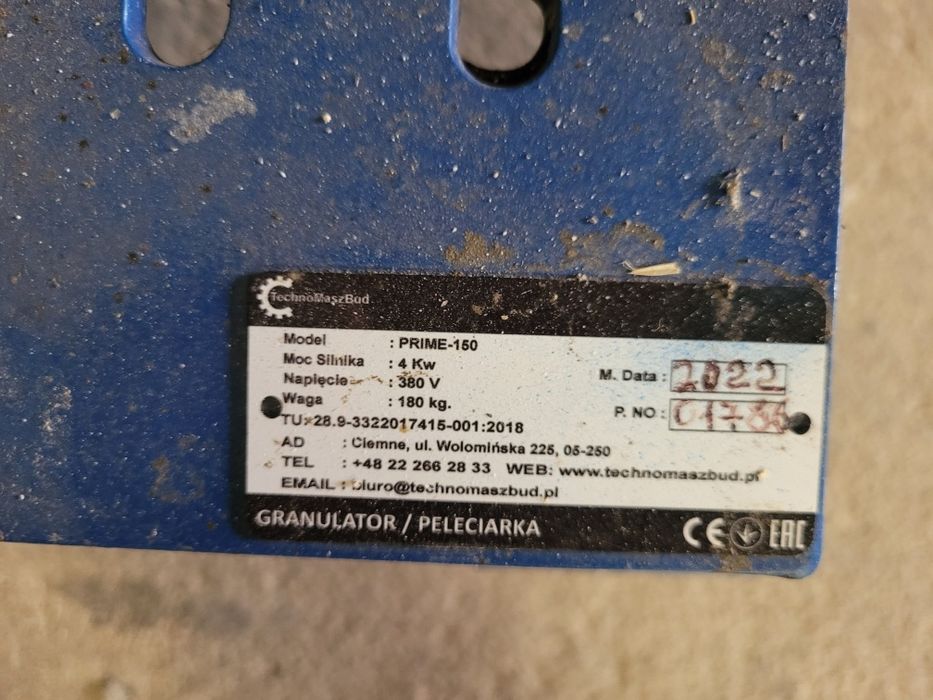 TechnoMaszBud
Model : PRIME-150
Moc Silnika : 4 Kw
Napięcie : 380 V
Waga : 180 kg.
M. Data : 2022
P. NO :
TU: 28.9-3322017415-001:2018
AD : Ciemne, ul. Wolomińska 225, 05-250
TEL : +48 22 266 28 33 WEB: www.technomaszbud.pl
EMAIL : biuro@technomaszbud.pl
GRANULATOR / PELECIARKA
CE EAC